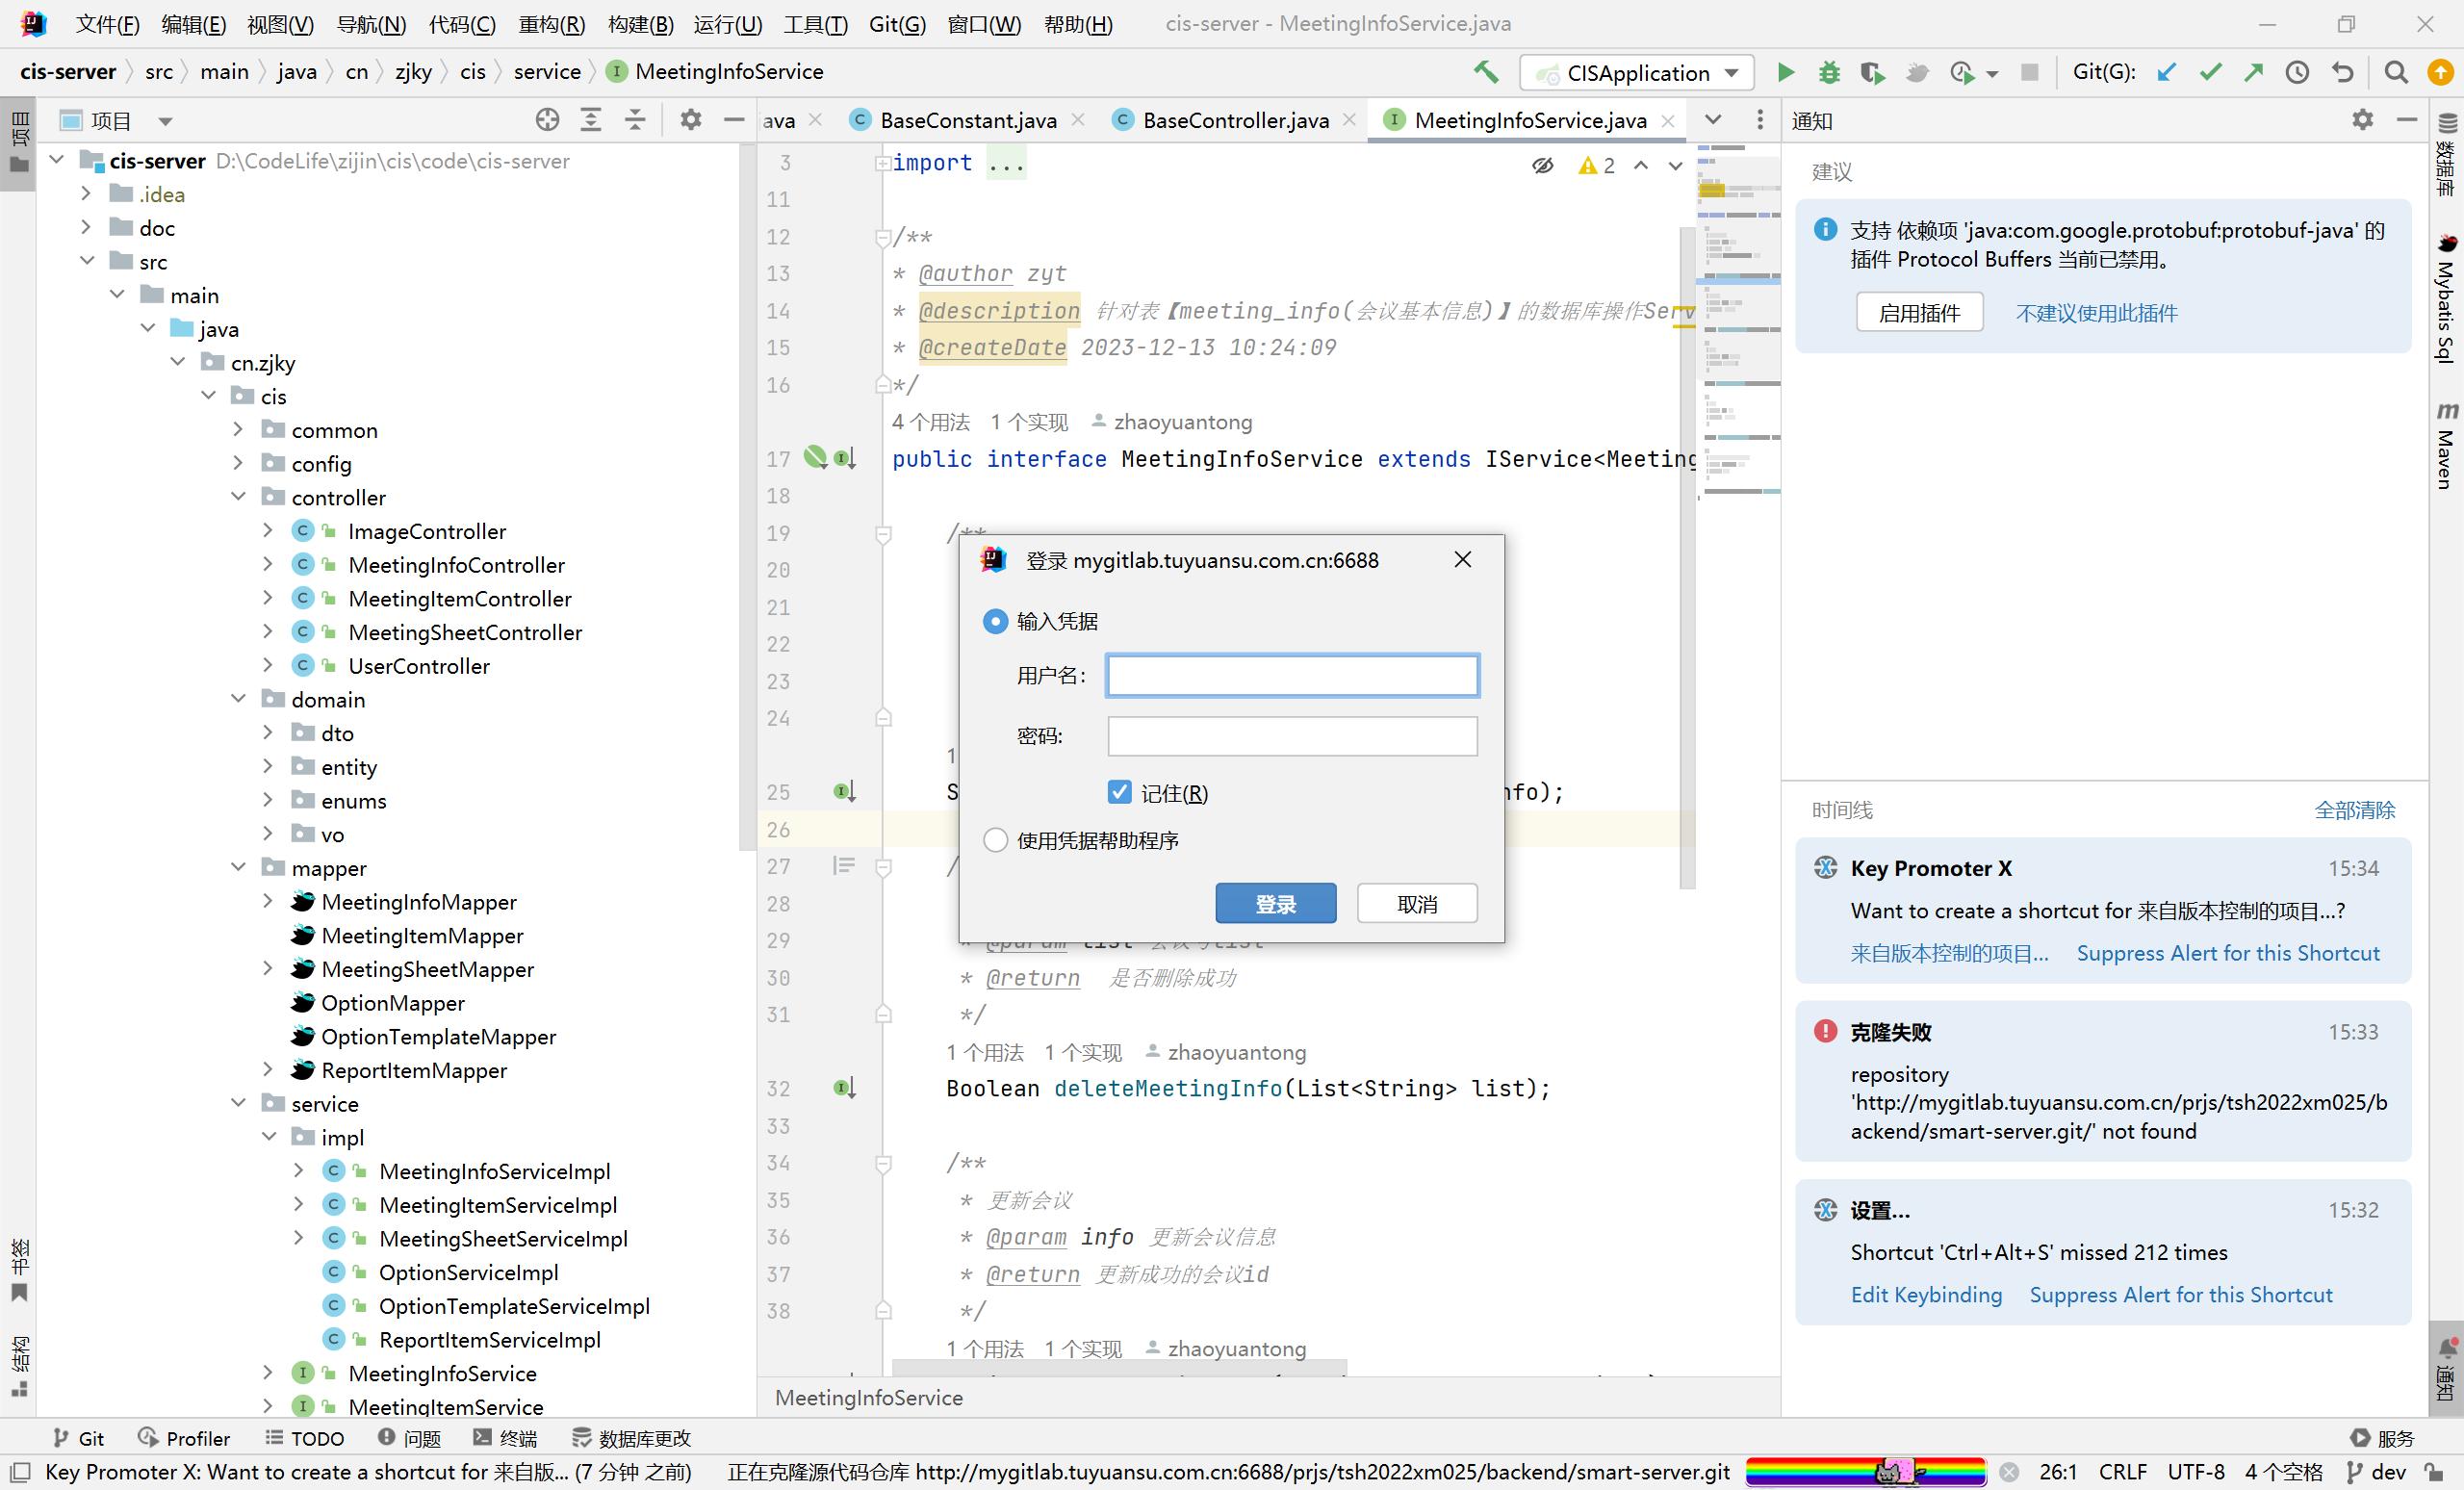 文件(F) 编辑(E) 视图(V) 导航(N) 代码(C) 重构(R) 构建(B) 运行(U) 工具(T) Git(G) 窗口(W) 帮助(H) cis-server - MeetingInfoService.java
cis-server src main java cn zjky cis service MeetingInfoService
CISApplication
Git(G):
项目
项目
cis-server D:\CodeLife\zijin\cis\code\cis-server
.idea
doc
src
main
java
cn.zjky
cis
common
config
controller
ImageController
MeetingInfoController
MeetingItemController
MeetingSheetController
UserController
domain
dto
entity
enums
vo
mapper
MeetingInfoMapper
MeetingItemMapper
MeetingSheetMapper
OptionMapper
OptionTemplateMapper
ReportItemMapper
service
impl
MeetingInfoServiceImpl
MeetingItemServiceImpl
MeetingSheetServiceImpl
OptionServiceImpl
OptionTemplateServiceImpl
ReportItemServiceImpl
MeetingInfoService
MeetingItemService
书签
结构
java BaseConstant.java BaseController.java MeetingInfoService.java
3 import ...
2
11
12 /**
13 * @author zyt
14 * @description 针对表【meeting_info(会议基本信息)】的数据库操作Serv
15 * @createDate 2023-12-13 10:24:09
16 */
4 个用法 1 个实现 zhaoyuantong
17 public interface MeetingInfoService extends IService<Meeting
18
19 /**
20
21
22
23
24
1
25 S nfo);
26
27 /
28
29 * @param list 会议号list
30 * @return 是否删除成功
31 */
1 个用法 1 个实现 zhaoyuantong
32 Boolean deleteMeetingInfo(List<String> list);
33
34 /**
35 * 更新会议
36 * @param info 更新会议信息
37 * @return 更新成功的会议id
38 */
1 个用法 1 个实现 zhaoyuantong
MeetingInfoService
登录 mygitlab.tuyuansu.com.cn:6688
输入凭据
用户名:
密码:
记住(R)
使用凭据帮助程序
登录 取消
通知
建议
支持 依赖项 'java:com.google.protobuf:protobuf-java' 的
插件 Protocol Buffers 当前已禁用。
启用插件 不建议使用此插件
时间线 全部清除
Key Promoter X 15:34
Want to create a shortcut for 来自版本控制的项目...?
来自版本控制的项目... Suppress Alert for this Shortcut
克隆失败 15:33
repository
'http://mygitlab.tuyuansu.com.cn/prjs/tsh2022xm025/b
ackend/smart-server.git/' not found
设置... 15:32
Shortcut 'Ctrl+Alt+S' missed 212 times
Edit Keybinding Suppress Alert for this Shortcut
数据库
Mybatis Sql
m Maven
通知
Git Profiler TODO 问题 终端 数据库更改 服务
Key Promoter X: Want to create a shortcut for 来自版... (7 分钟 之前) 正在克隆源代码仓库 http://mygitlab.tuyuansu.com.cn:6688/prjs/tsh2022xm025/backend/smart-server.git 26:1 CRLF UTF-8 4 个空格 dev